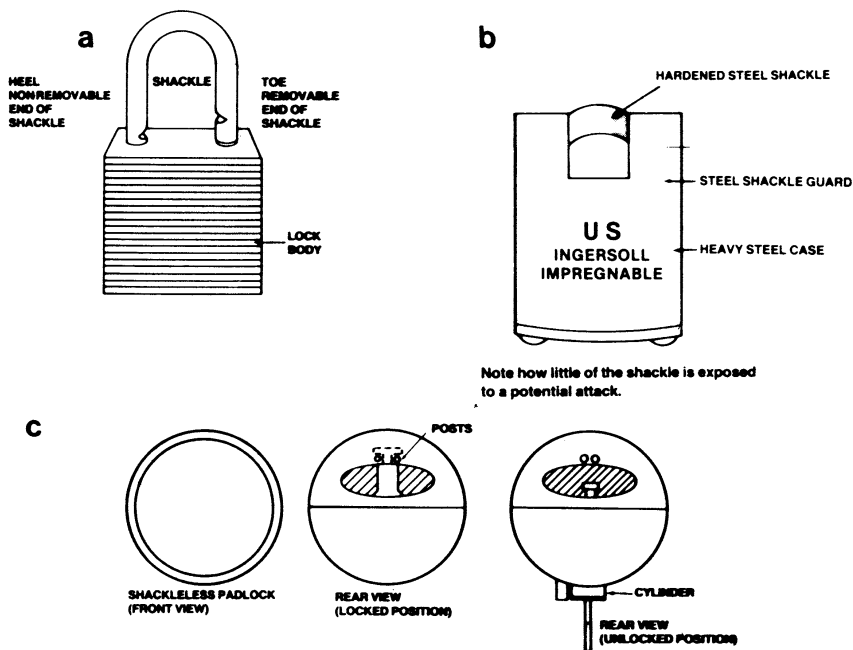 a
HEEL
NONREMOVABLE
END OF
SHACKLE
SHACKLE
TOE
REMOVABLE
END OF
SHACKLE
LOCK
BODY
b
HARDENED STEEL SHACKLE
STEEL SHACKLE GUARD
HEAVY STEEL CASE
US
INGERSOLL
IMPREGNABLE
Note how little of the shackle is exposed
to a potential attack.
c
POSTS
SHACKLELESS PADLOCK
(FRONT VIEW)
REAR VIEW
(LOCKED POSITION)
CYLINDER
REAR VIEW
(UNLOCKED POSITION)